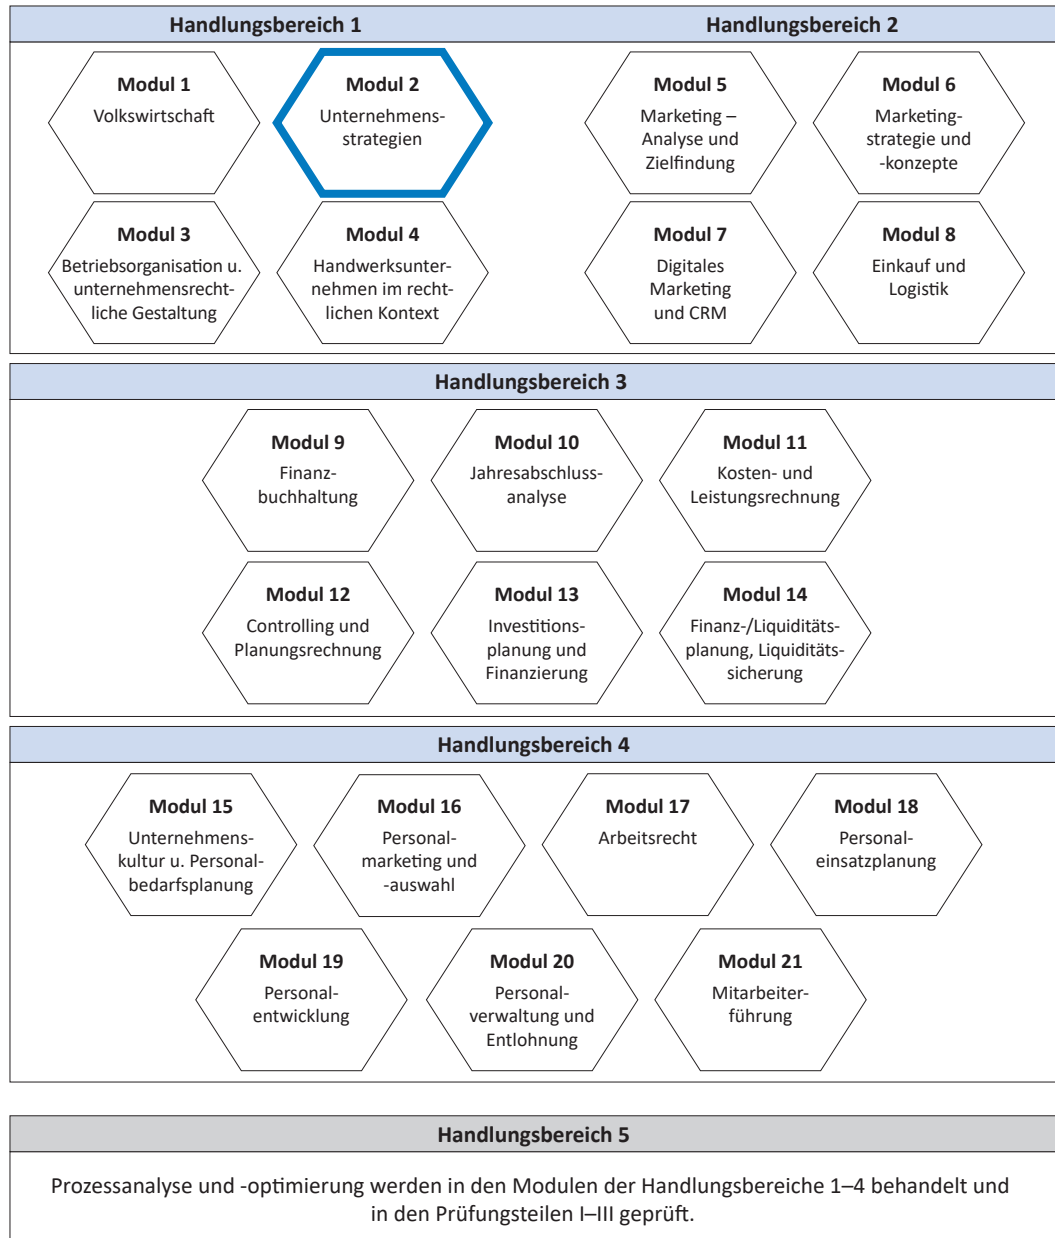 Handlungsbereich 1
Handlungsbereich 2
Modul 1
Volkswirtschaft
Modul 2
Unternehmens-
strategien
Modul 3
Betriebsorganisation u.
unternehmensrecht-
liche Gestaltung
Modul 4
Handwerksunter-
nehmen im recht-
lichen Kontext
Modul 5
Marketing –
Analyse und
Zielfindung
Modul 6
Marketing-
strategie und
-konzepte
Modul 7
Digitales
Marketing
und CRM
Modul 8
Einkauf und
Logistik
Handlungsbereich 3
Modul 9
Finanz-
buchhaltung
Modul 10
Jahresabschluss-
analyse
Modul 11
Kosten- und
Leistungsrechnung
Modul 12
Controlling und
Planungsrechnung
Modul 13
Investitions-
planung und
Finanzierung
Modul 14
Finanz-/Liquiditäts-
planung, Liquiditäts-
sicherung
Handlungsbereich 4
Modul 15
Unternehmens-
kultur u. Personal-
bedarfsplanung
Modul 16
Personal-
marketing und
-auswahl
Modul 17
Arbeitsrecht
Modul 18
Personal-
einsatzplanung
Modul 19
Personal-
entwicklung
Modul 20
Personal-
verwaltung und
Entlohnung
Modul 21
Mitarbeiter-
führung
Handlungsbereich 5
Prozessanalyse und -optimierung werden in den Modulen der Handlungsbereiche 1–4 behandelt und
in den Prüfungsteilen I–III geprüft.